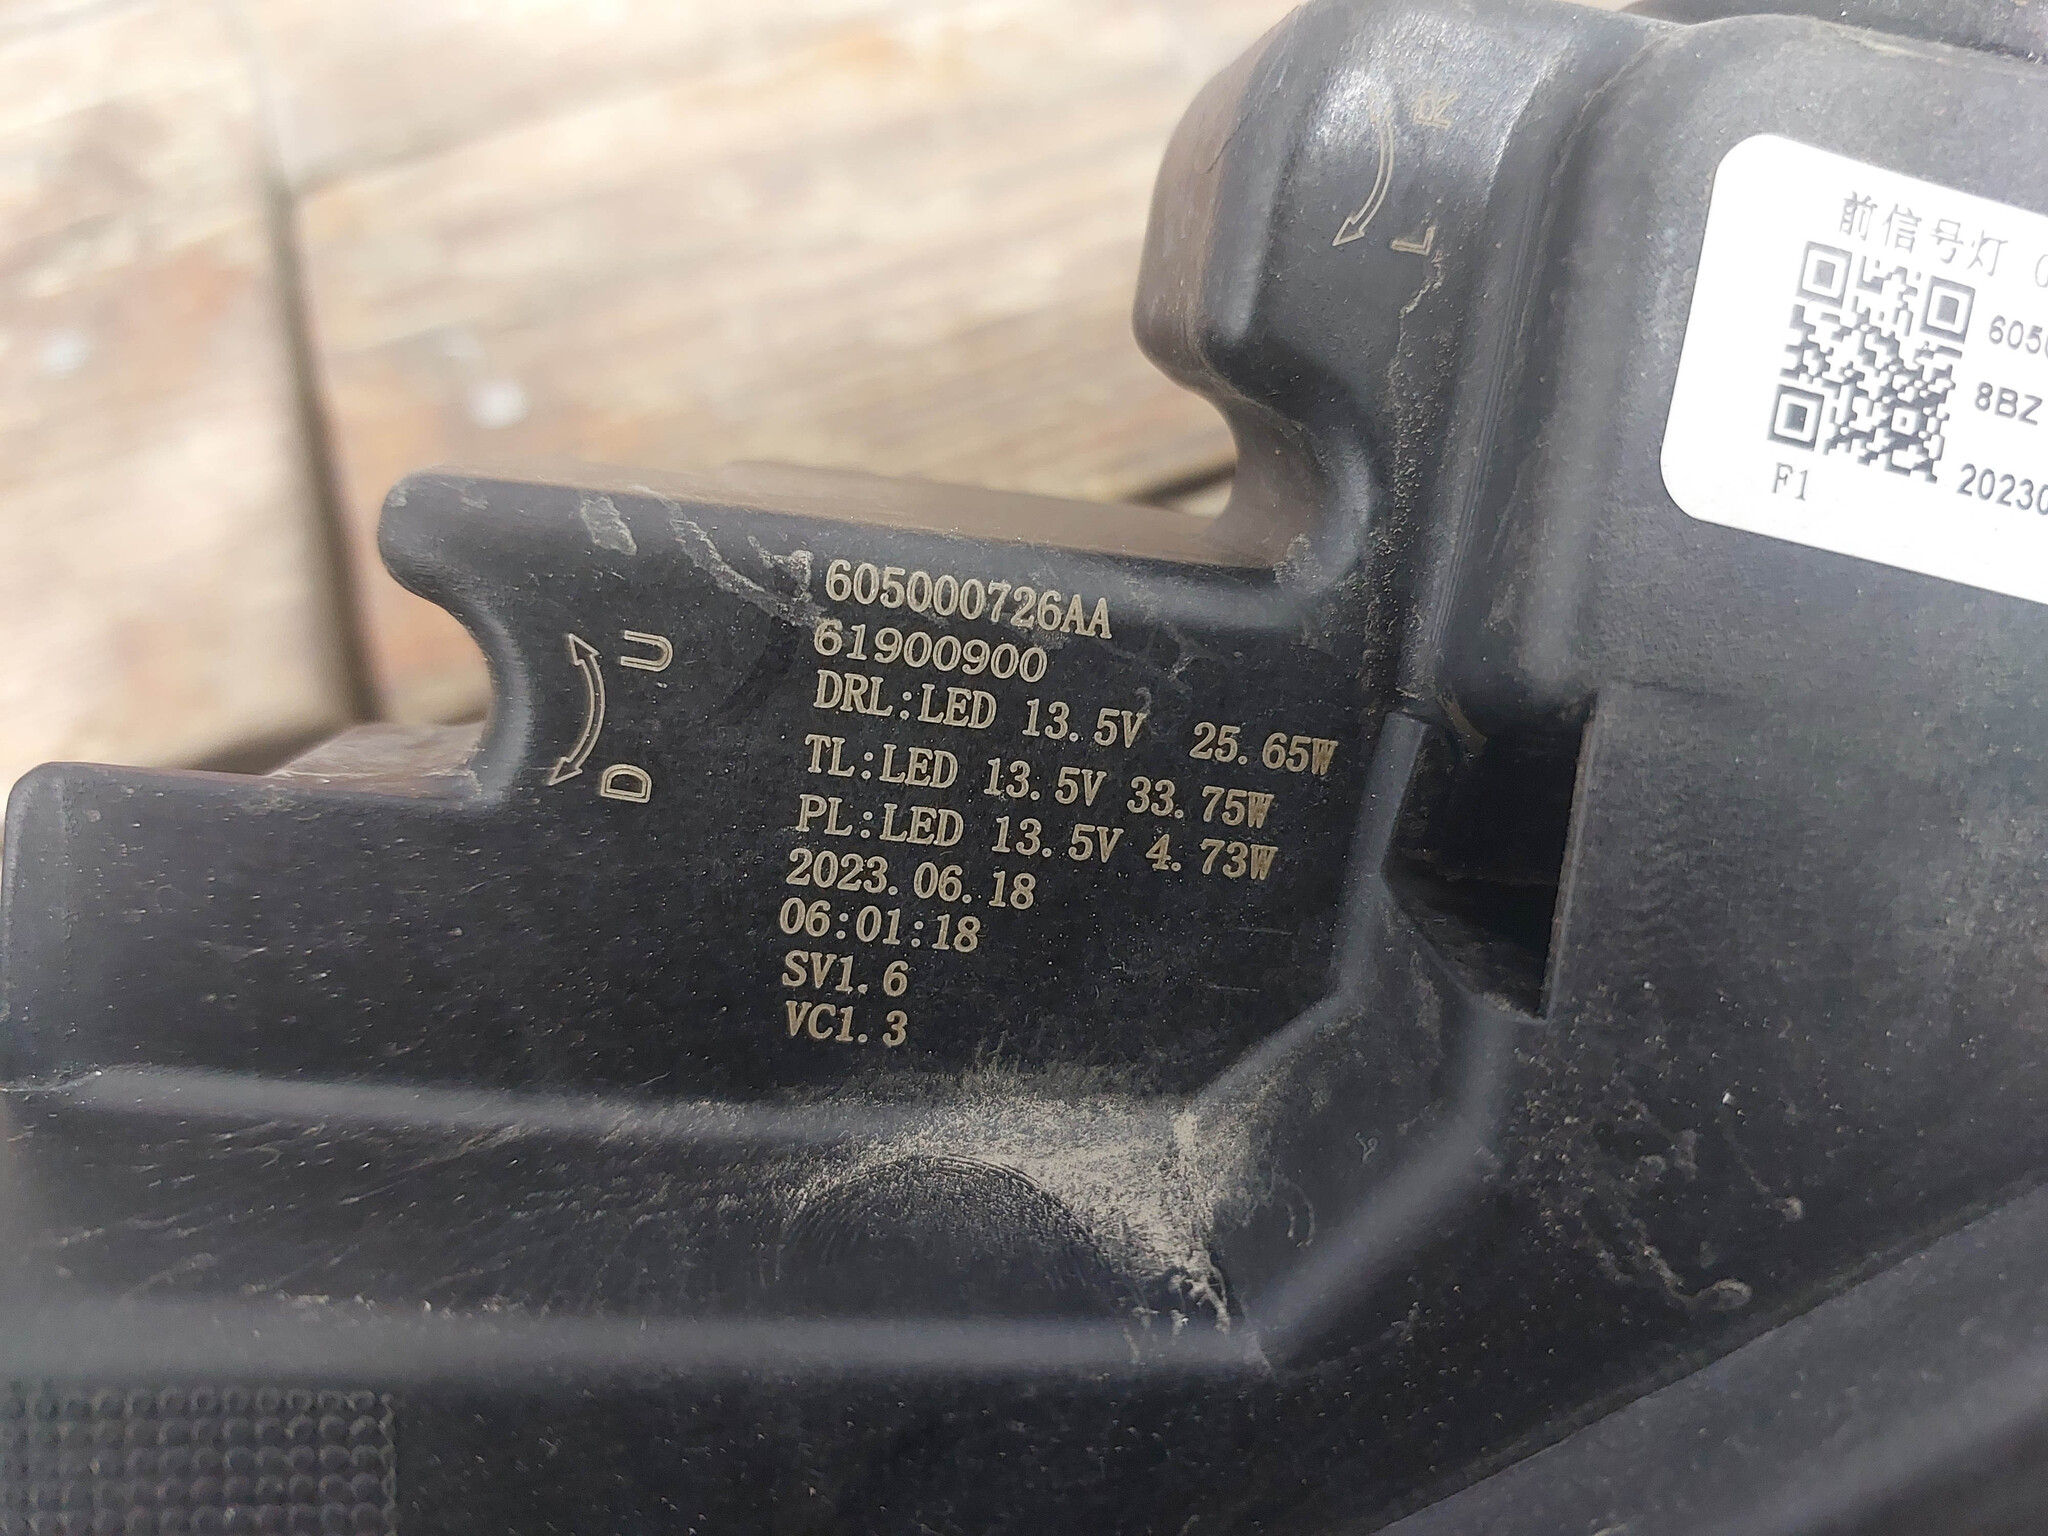 605000726AA
61900900
DRL:LED 13.5V 25.65W
TL:LED 13.5V 33.75W
PL:LED 13.5V 4.73W
2023.06.18
06:01:18
SV1.6
VC1.3
U
D
R
L
前信号灯
605
8BZ
20230
F1